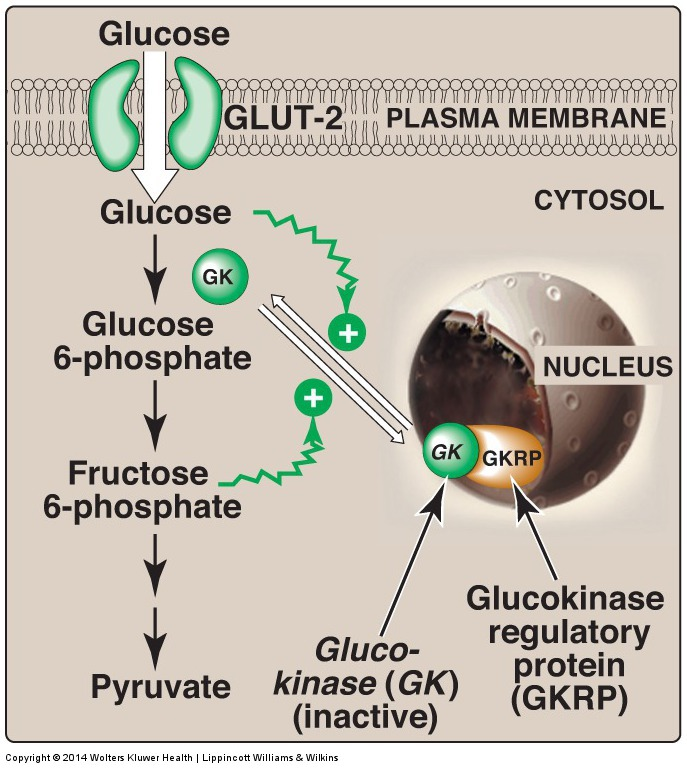 Glucose
GLUT-2
PLASMA MEMBRANE
CYTOSOL
Glucose
GK
+
Glucose
6-phosphate
NUCLEUS
+
GK
GKRP
Fructose
6-phosphate
Glucokinase
regulatory
protein
(GKRP)
Gluco-
kinase (GK)
(inactive)
Pyruvate
Copyright © 2014 Wolters Kluwer Health | Lippincott Williams & Wilkins